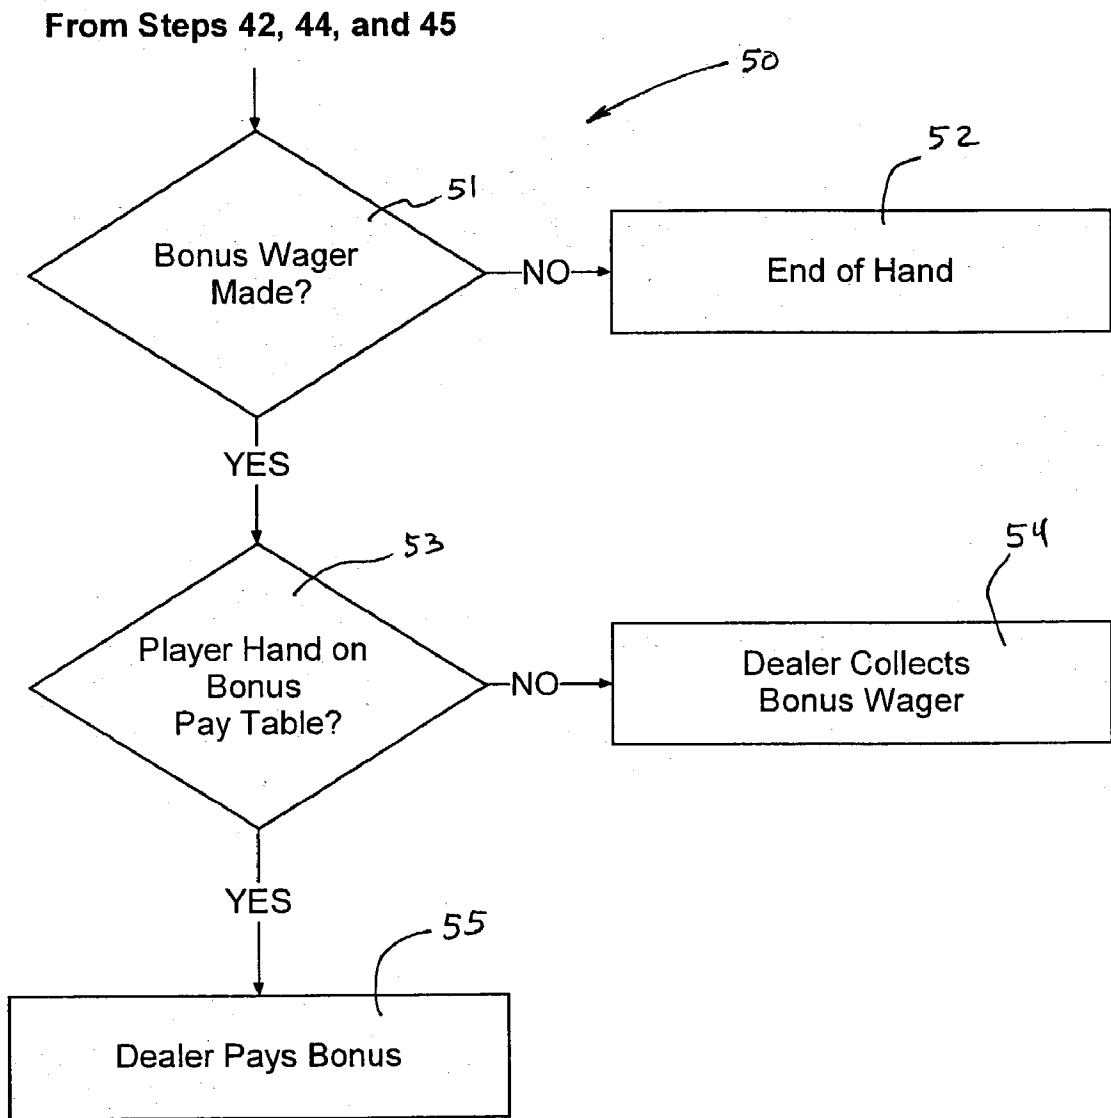 From Steps 42, 44, and 45
50
52
51
Bonus Wager
Made?
NO
End of Hand
YES
53
54
Player Hand on
Bonus
Pay Table?
NO
Dealer Collects
Bonus Wager
YES
55
Dealer Pays Bonus